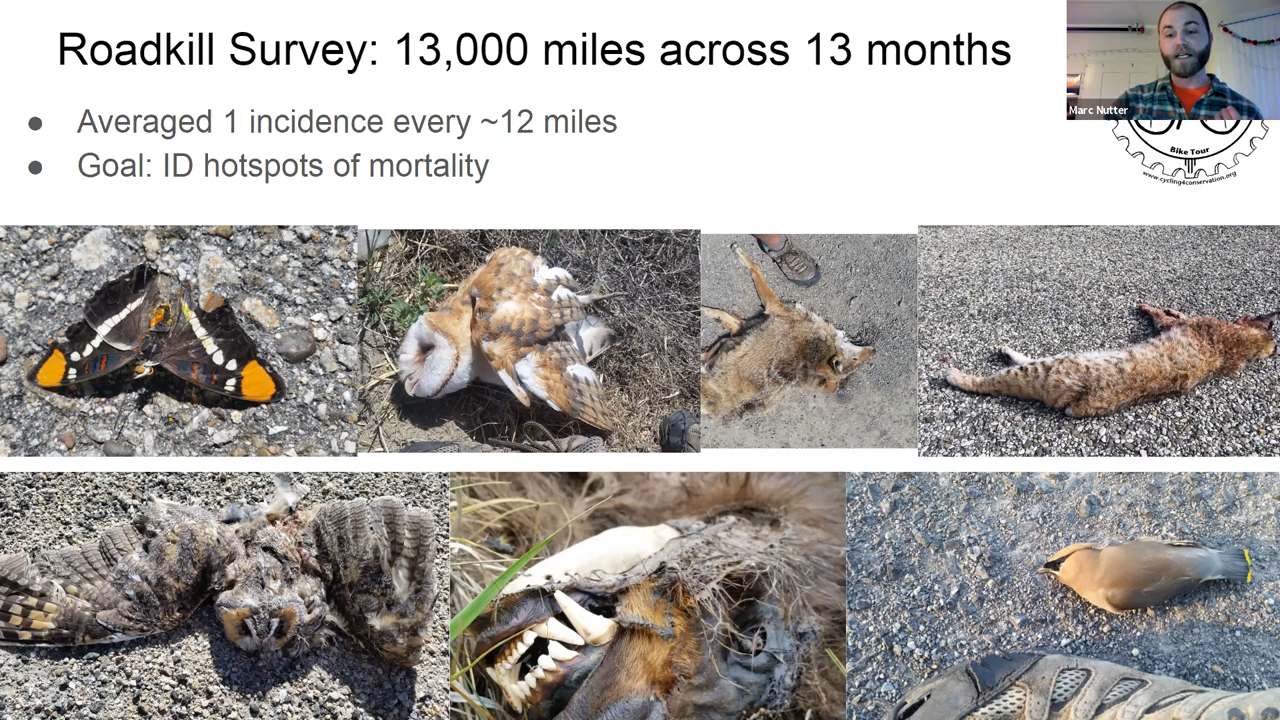 Roadkill Survey: 13,000 miles across 13 months
Marc Nutter
● Averaged 1 incidence every ~12 miles
● Goal: ID hotspots of mortality
Bike Tour
www.cycling4conservation.org